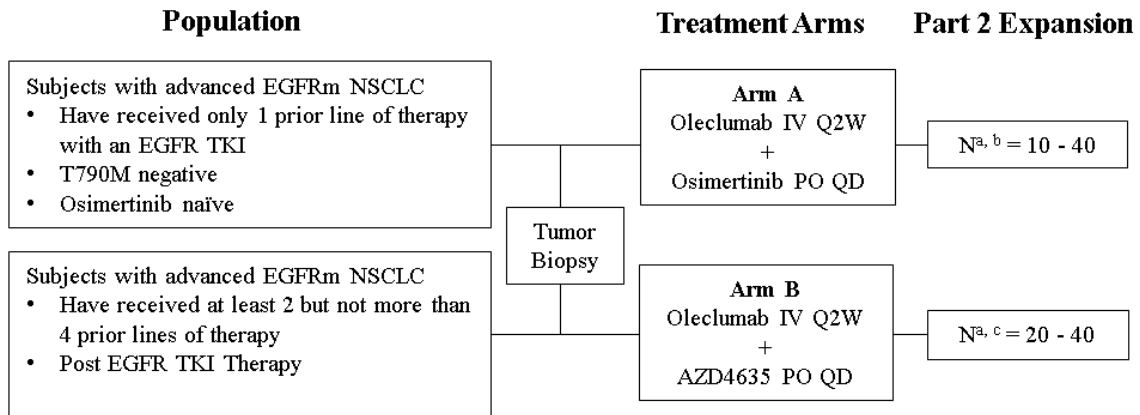 Population
Treatment Arms
Part 2 Expansion
Subjects with advanced EGFRm NSCLC
• Have received only 1 prior line of therapy
with an EGFR TKI
• T790M negative
• Osimertinib naïve
Tumor
Biopsy
Arm A
Oleclumab IV Q2W
+
Osimertinib PO QD
Nᵃ, ᵇ = 10 - 40
Subjects with advanced EGFRm NSCLC
• Have received at least 2 but not more than
4 prior lines of therapy
• Post EGFR TKI Therapy
Arm B
Oleclumab IV Q2W
+
AZD4635 PO QD
Nᵃ, ᶜ = 20 - 40